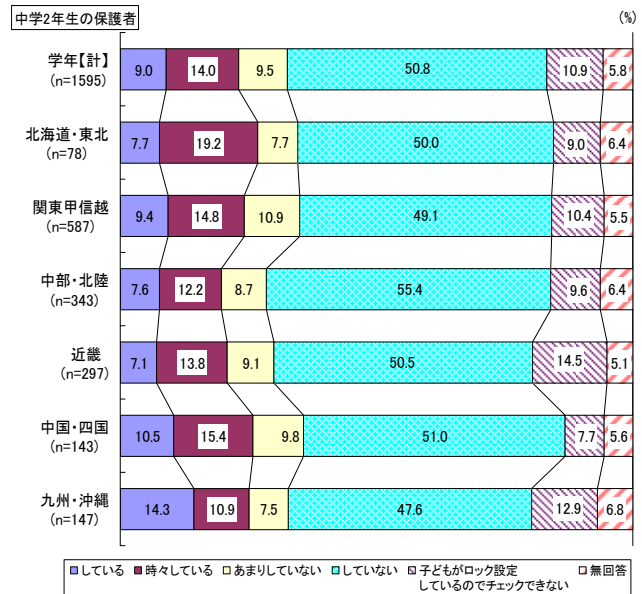 中学2年生の保護者
(%)
学年【計】
(n=1595)
9.0 14.0 9.5 50.8 10.9 5.8
北海道・東北
(n=78)
7.7 19.2 7.7 50.0 9.0 6.4
関東甲信越
(n=587)
9.4 14.8 10.9 49.1 10.4 5.5
中部・北陸
(n=343)
7.6 12.2 8.7 55.4 9.6 6.4
近畿
(n=297)
7.1 13.8 9.1 50.5 14.5 5.1
中国・四国
(n=143)
10.5 15.4 9.8 51.0 7.7 5.6
九州・沖縄
(n=147)
14.3 10.9 7.5 47.6 12.9 6.8
している 時々している あまりしていない していない 子どもがロック設定 無回答
しているのでチェックできない